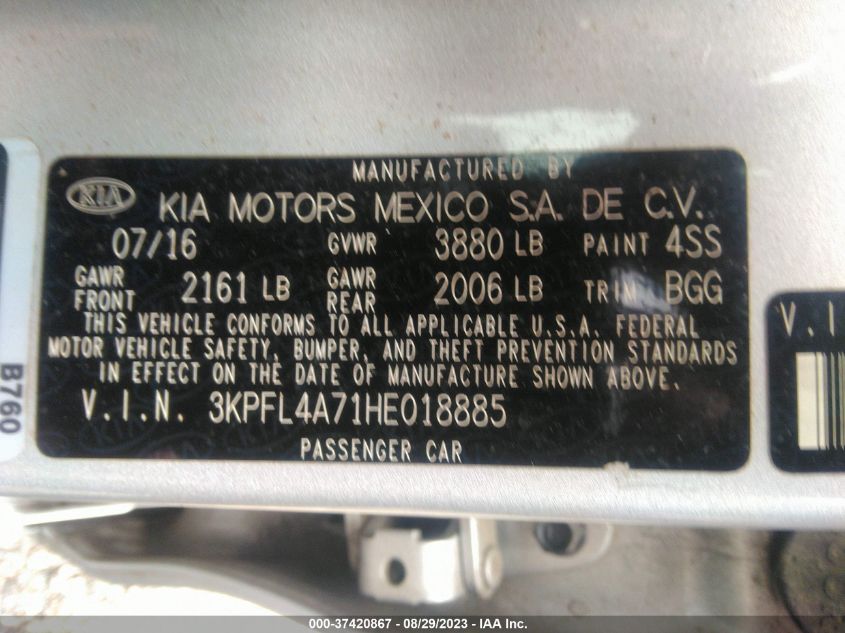 MANUFACTURED BY
KIA KIA MOTORS MEXICO S.A. DE C.V.
07/16 GVWR 3880 LB PAINT 4SS
GAWR FRONT 2161 LB GAWR REAR 2006 LB TRIM BGG
THIS VEHICLE CONFORMS TO ALL APPLICABLE U.S.A. FEDERAL
MOTOR VEHICLE SAFETY, BUMPER, AND THEFT PREVENTION STANDARDS
IN EFFECT ON THE DATE OF MANUFACTURE SHOWN ABOVE.
V.I.N. 3KPFL4A71HE018885
PASSENGER CAR
B760
V.I
000-37420867 - 08/29/2023 - IAA Inc.